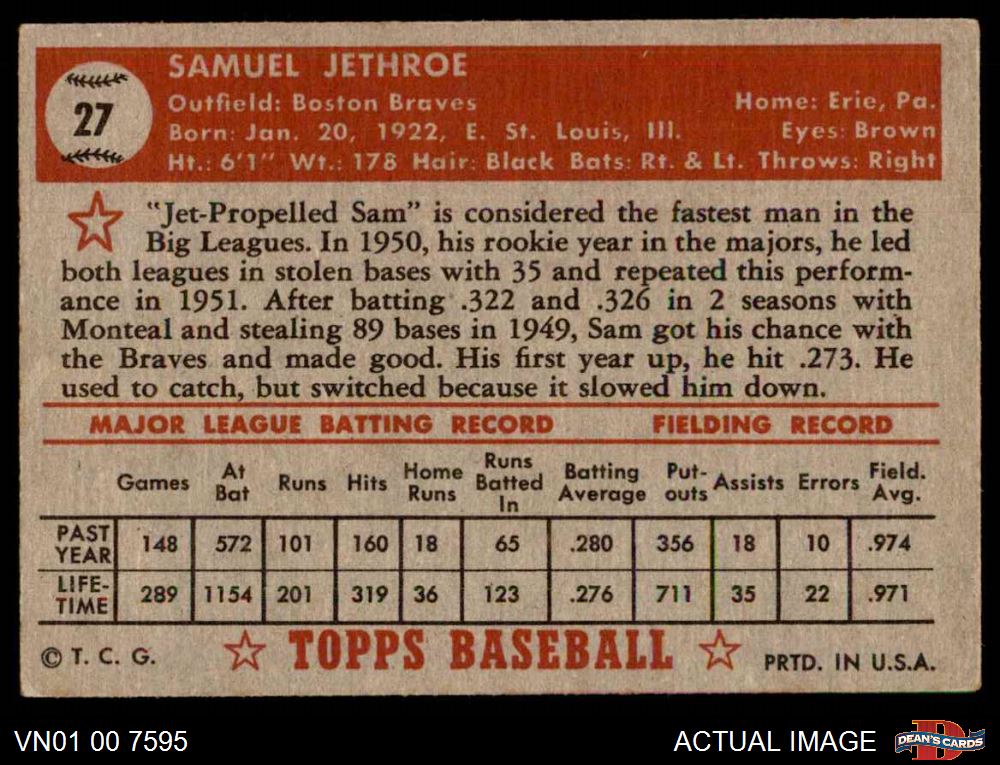 27
SAMUEL JETHROE
Outfield: Boston Braves Home: Erie, Pa.
Born: Jan. 20, 1922, E. St. Louis, Ill. Eyes: Brown
Ht.: 6'1" Wt.: 178 Hair: Black Bats: Rt. & Lt. Throws: Right
"Jet-Propelled Sam" is considered the fastest man in the
Big Leagues. In 1950, his rookie year in the majors, he led
both leagues in stolen bases with 35 and repeated this perform-
ance in 1951. After batting .322 and .326 in 2 seasons with
Monteal and stealing 89 bases in 1949, Sam got his chance with
the Braves and made good. His first year up, he hit .273. He
used to catch, but switched because it slowed him down.
MAJOR LEAGUE BATTING RECORD FIELDING RECORD
Games At Bat Runs Hits Home Runs Runs Batted In Batting Average Put-outs Assists Errors Field. Avg.
PAST YEAR 148 572 101 160 18 65 .280 356 18 10 .974
LIFE-TIME 289 1154 201 319 36 123 .276 711 35 22 .971
© T. C. G. TOPPS BASEBALL PRTD. IN U.S.A.
VN01 00 7595 ACTUAL IMAGE DEAN'S CARDS